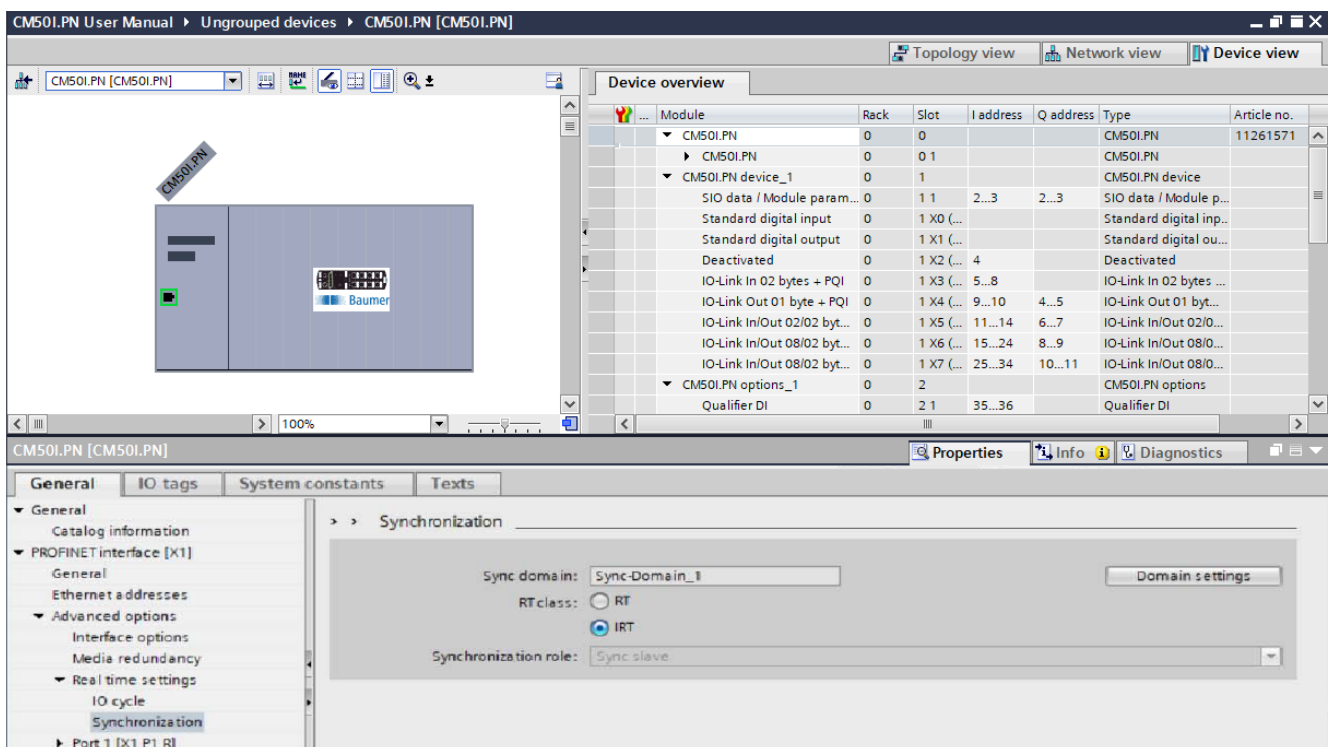 CM50I.PN User Manual ▸ Ungrouped devices ▸ CM50I.PN [CM50I.PN]
Topology view Network view Device view
CM50I.PN [CM50I.PN]
Device overview
... Module Rack Slot I address Q address Type Article no.
CM50I.PN 0 0 CM50I.PN 11261571
CM50I.PN 0 0 1 CM50I.PN
CM50I.PN device_1 0 1 CM50I.PN device
SIO data / Module param... 0 1 1 2...3 2...3 SIO data / Module p...
Standard digital input 0 1 X0 (... Standard digital inp..
Standard digital output 0 1 X1 (... Standard digital ou...
Deactivated 0 1 X2 (... 4 Deactivated
IO-Link In 02 bytes + PQI 0 1 X3 (... 5...8 IO-Link In 02 bytes ...
IO-Link Out 01 byte + PQI 0 1 X4 (... 9...10 4...5 IO-Link Out 01 byt...
IO-Link In/Out 02/02 byt... 0 1 X5 (... 11...14 6...7 IO-Link In/Out 02/0...
IO-Link In/Out 08/02 byt... 0 1 X6 (... 15...24 8...9 IO-Link In/Out 08/0...
IO-Link In/Out 08/02 byt... 0 1 X7 (... 25...34 10...11 IO-Link In/Out 08/0...
CM50I.PN options_1 0 2 CM50I.PN options
Qualifier DI 0 2 1 35...36 Qualifier DI
CM50I.PN
Baumer
100%
CM50I.PN [CM50I.PN]
Properties Info Diagnostics
General IO tags System constants Texts
General
Catalog information
PROFINET interface [X1]
General
Ethernet addresses
Advanced options
Interface options
Media redundancy
Real time settings
IO cycle
Synchronization
Port 1 [X1 P1 R]
> > Synchronization
Sync domain: Sync-Domain_1 Domain settings
RT class: RT
IRT
Synchronization role: Sync slave